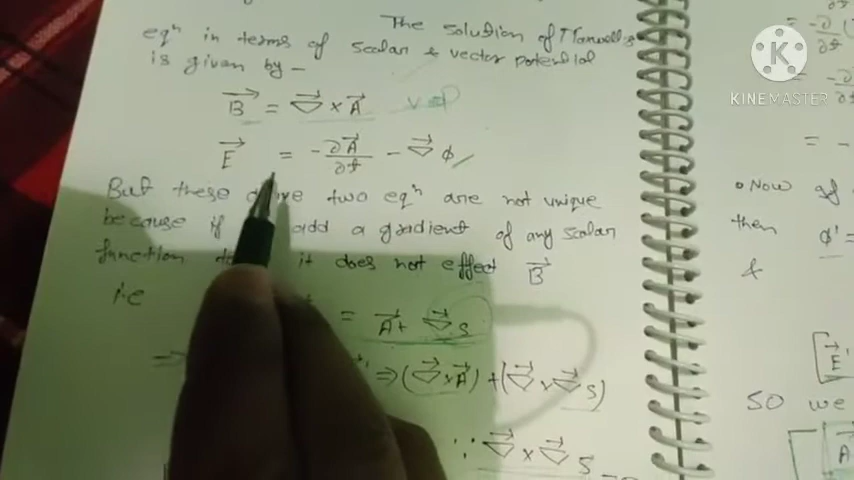 The solution of Maxwell's
eqⁿ in terms of scalar & vector potential
is given by –
B⃗ = ∇⃗ × A⃗
E⃗ = - ∂A⃗/∂t - ∇⃗ φ
But these above two eqⁿ are not unique
because if add a gradient of any scalar
function it does not effect B⃗
i.e
= A⃗ + ∇⃗ S
=> => (∇⃗ × A⃗) + (∇⃗ × ∇⃗ S)
∵ ∇⃗ × ∇⃗ S
K
KINEMASTER
• Now
then
φ' =
&
E⃗'
So we
A⃗